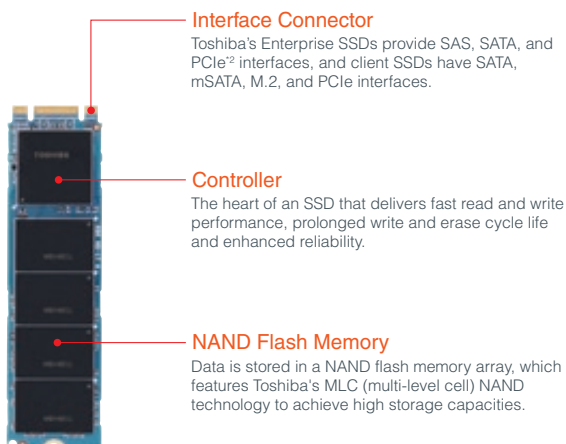 Interface Connector
Toshiba's Enterprise SSDs provide SAS, SATA, and
PCIe*2 interfaces, and client SSDs have SATA,
mSATA, M.2, and PCIe interfaces.
TOSHIBA
Controller
The heart of an SSD that delivers fast read and write
performance, prolonged write and erase cycle life
and enhanced reliability.
NAND Flash Memory
Data is stored in a NAND flash memory array, which
features Toshiba's MLC (multi-level cell) NAND
technology to achieve high storage capacities.